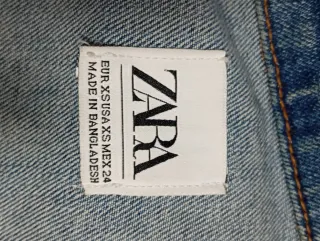 ZARA
EUR XS USA XS MEX 24
MADE IN BANGLADESH